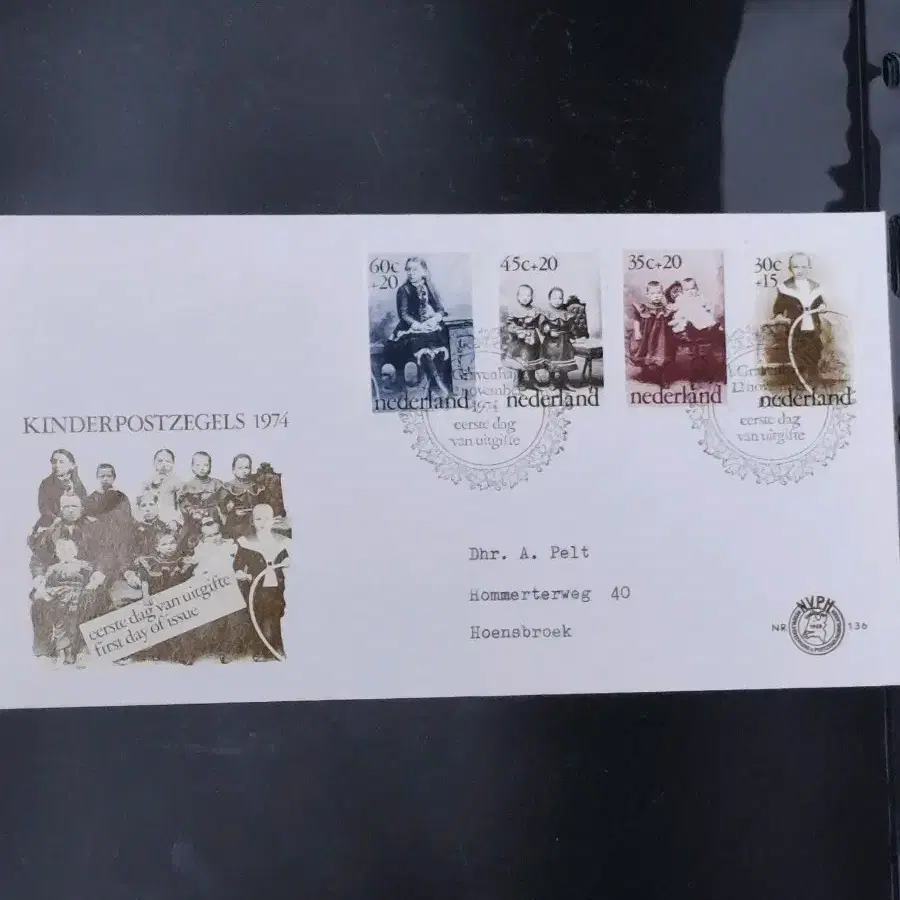 60c
+20
nederland
45c+20
nederland
35c+20
nederland
30c
+15
nederland
1974
eerste dag
van uitgifte
12 nov
eerste dag
van uitgifte
KINDERPOSTZEGELS 1974
eerste dag van uitgifte
first day of issue
Dhr. A. Pelt
Hommerterweg 40
Hoensbroek
NVPH
NR 136